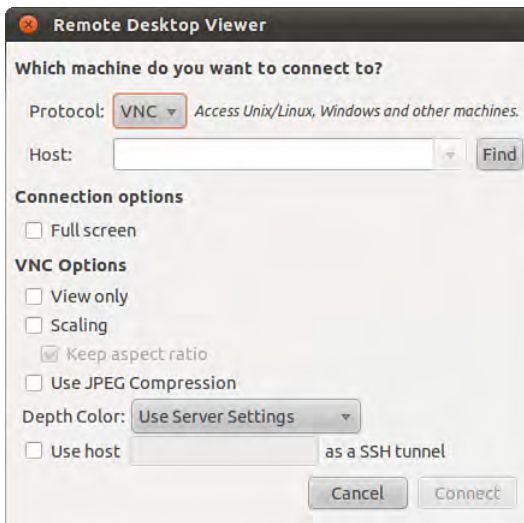 Remote Desktop Viewer
Which machine do you want to connect to?
Protocol: VNC Access Unix/Linux, Windows and other machines.
Host: Find
Connection options
Full screen
VNC Options
View only
Scaling
Keep aspect ratio
Use JPEG Compression
Depth Color: Use Server Settings
Use host as a SSH tunnel
Cancel Connect